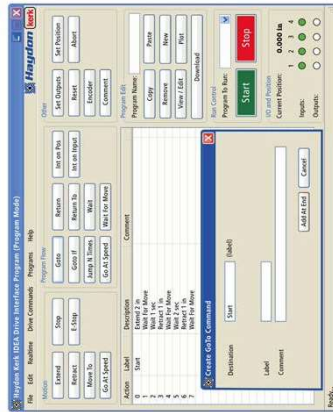 Haydon Kerk IDEA Drive Interface Program (Program Mode)
File Edit Realtime Drive Commands Programs Help
Haydon kerk
Motion
Extend Stop
Retract E-Stop
Move To
Go At Speed
Program Flow
Goto Return Int on Pos
Goto If Return To Int on Input
Jump N Times Wait
Go At Speed Wait For Move
Other
Set Outputs Set Position
Reset Abort
Encoder
Comment
Action Label Description Comment
0 Start Extend 2 in
1 Wait For Move
2 Wait 1 sec
3 Retract 1 in
4 Wait For Move
5 Wait 2 sec
6 Retract 1 in
7 Wait For Move
Program Edit
Program Name:
Copy Paste
Remove New
View / Edit Plot
Download
Run Control
Program To Run:
Start Stop
I/O and Position
Current Position: 0.000 in
1 2 3 4
Inputs:
Outputs:
Create GoTo Command
Destination Start (label)
Label
Comment
Add At End Cancel
Ready